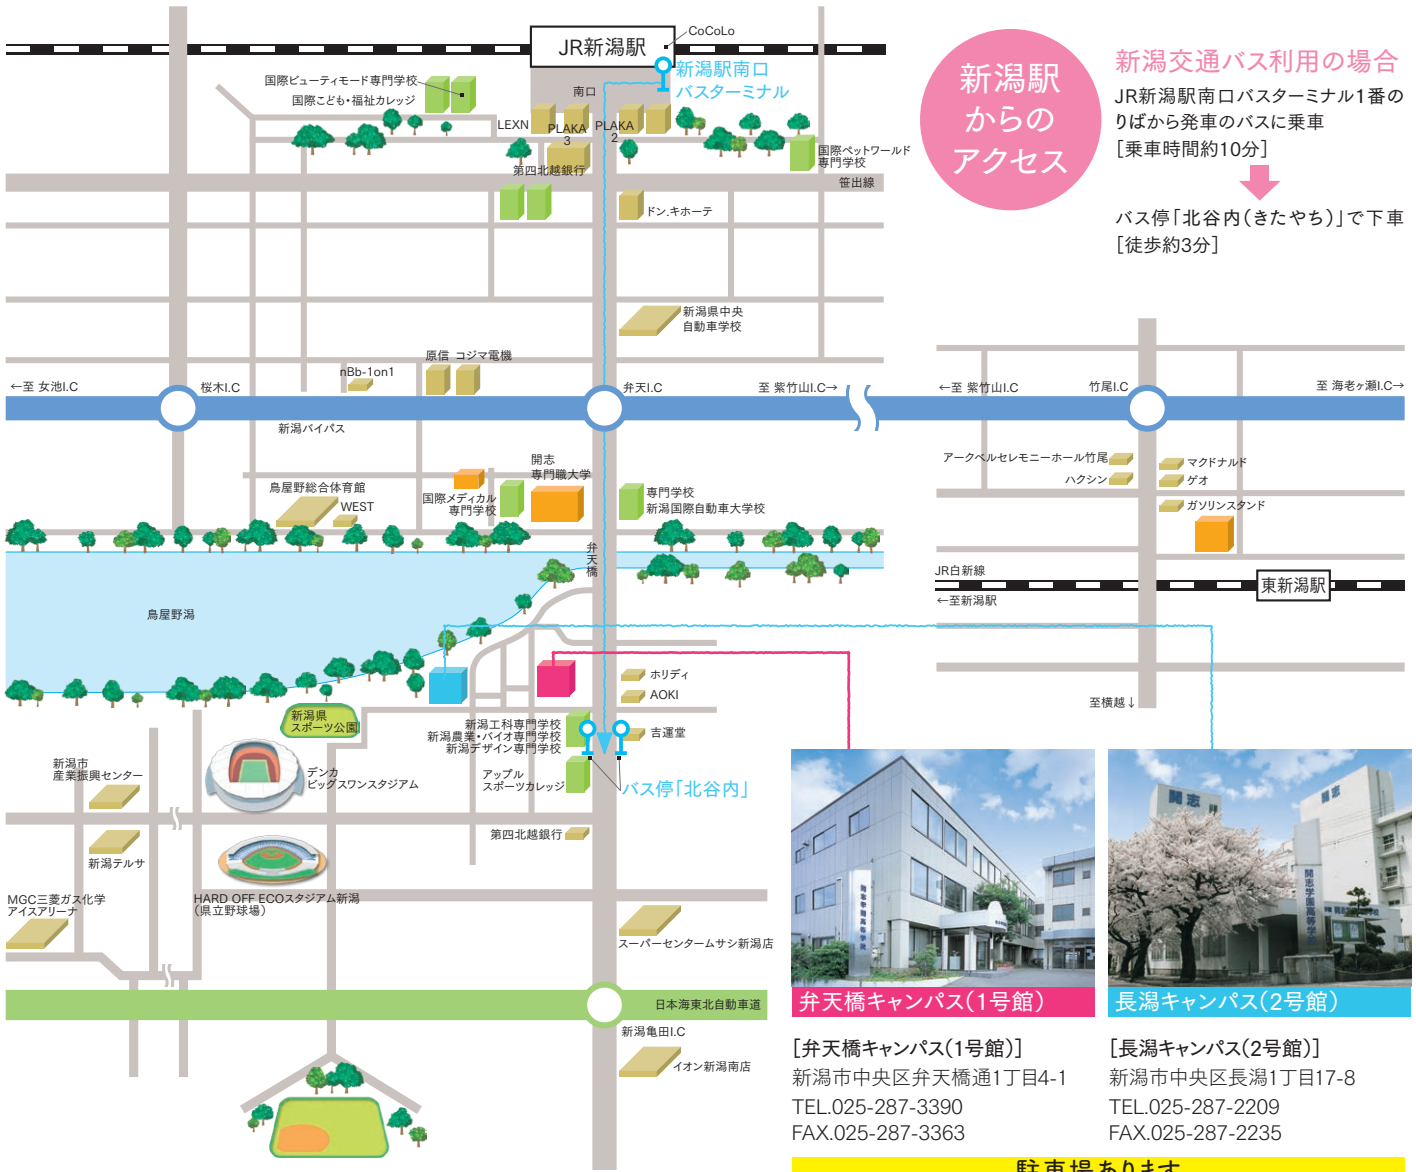 JR新潟駅
CoCoLo
新潟駅南口
バスターミナル
国際ビューティモード専門学校
国際こども・福祉カレッジ
南口
LEXN
PLAKA
3
PLAKA
2
第四北越銀行
国際ペットワールド
専門学校
笹出線
ドン.キホーテ
新潟駅
からの
アクセス
新潟交通バス利用の場合
JR新潟駅南口バスターミナル1番の
りばから発車のバスに乗車
[乗車時間約10分]
バス停「北谷内(きたやち)」で下車
[徒歩約3分]
新潟県中央
自動車学校
原信
コジマ電機
nBb-1on1
←至 女池I.C
桜木I.C
弁天I.C
至 紫竹山I.C→
←至 紫竹山I.C
竹尾I.C
至 海老ヶ瀬I.C→
新潟バイパス
アークベルセレモニーホール竹尾
ハクシン
マクドナルド
ゲオ
ガソリンスタンド
開志
専門職大学
国際メディカル
専門学校
専門学校
新潟国際自動車大学校
鳥屋野総合体育館
WEST
弁天橋
JR白新線
←至新潟駅
東新潟駅
鳥屋野潟
至横越↓
ホリディ
AOKI
吉運堂
新潟県
スポーツ公園
新潟工科専門学校
新潟農業・バイオ専門学校
新潟デザイン専門学校
アップル
スポーツカレッジ
バス停「北谷内」
新潟市
産業振興センター
デンカ
ビッグスワンスタジアム
新潟テルサ
第四北越銀行
MGC三菱ガス化学
アイスアリーナ
HARD OFF ECOスタジアム新潟
(県立野球場)
スーパーセンタームサシ新潟店
日本海東北自動車道
新潟亀田I.C
イオン新潟南店
開志学園高等学校
開志
開志
開志学園高等学校
弁天橋キャンパス(1号館)
長潟キャンパス(2号館)
[弁天橋キャンパス(1号館)]
新潟市中央区弁天橋通1丁目4-1
TEL.025-287-3390
FAX.025-287-3363
[長潟キャンパス(2号館)]
新潟市中央区長潟1丁目17-8
TEL.025-287-2209
FAX.025-287-2235
駐車場あります